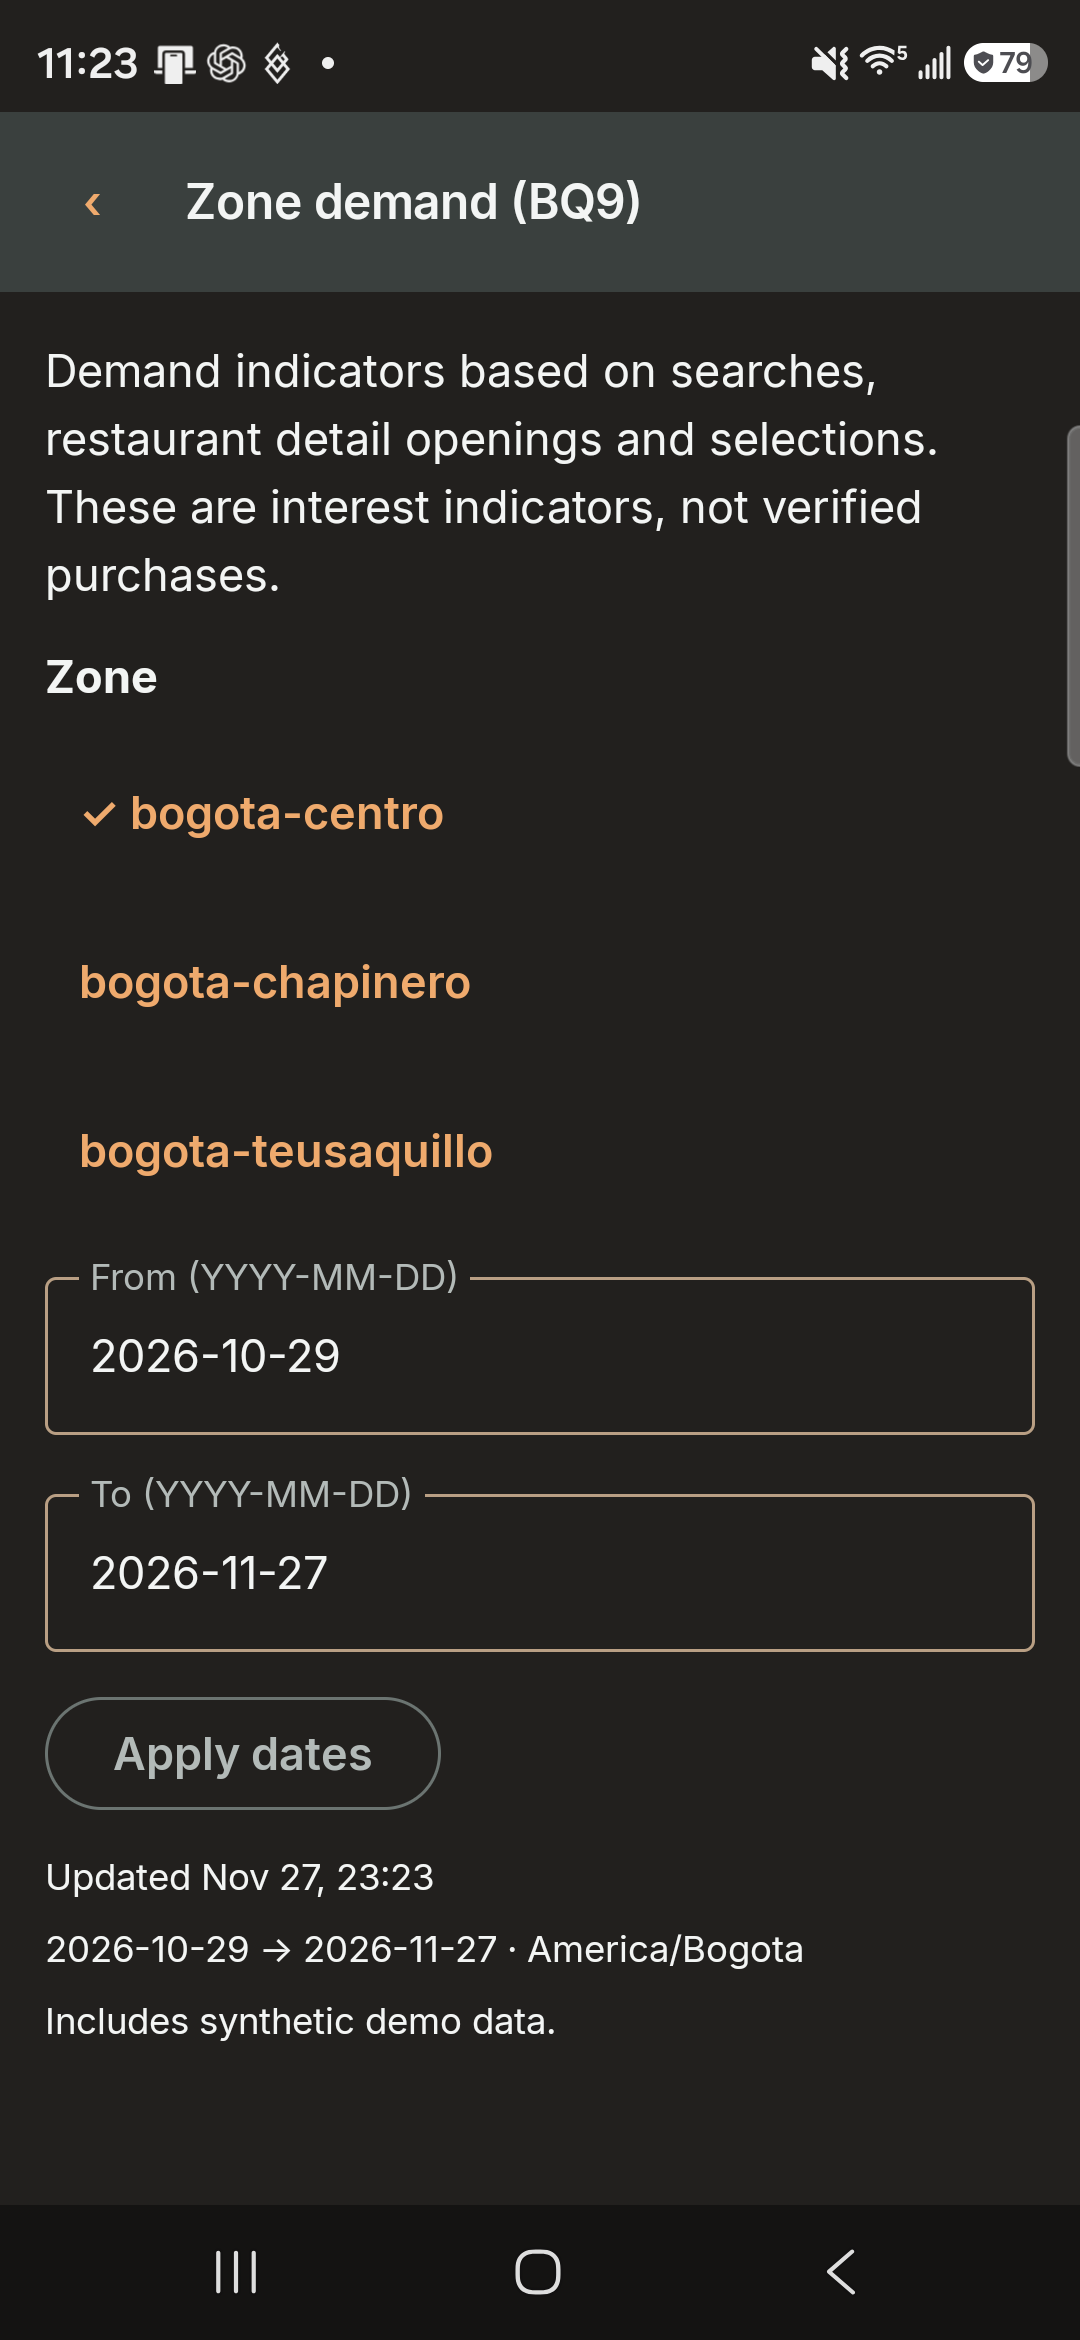 11:23
5
79
‹ Zone demand (BQ9)
Demand indicators based on searches,
restaurant detail openings and selections.
These are interest indicators, not verified
purchases.
Zone
✓ bogota-centro
bogota-chapinero
bogota-teusaquillo
From (YYYY-MM-DD)
2026-10-29
To (YYYY-MM-DD)
2026-11-27
Apply dates
Updated Nov 27, 23:23
2026-10-29 → 2026-11-27 · America/Bogota
Includes synthetic demo data.